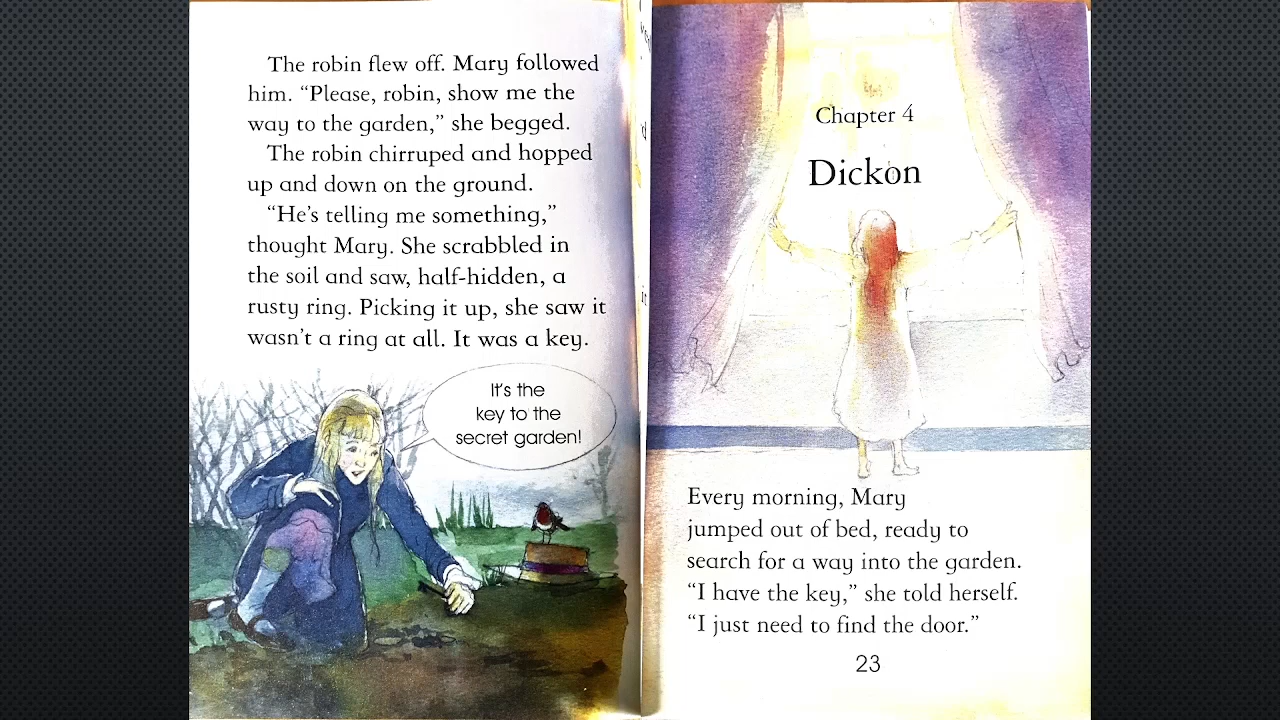 The robin flew off. Mary followed
him. “Please, robin, show me the
way to the garden,” she begged.
The robin chirruped and hopped
up and down on the ground.
“He’s telling me something,”
thought Mary. She scrabbled in
the soil and saw, half-hidden, a
rusty ring. Picking it up, she saw it
wasn’t a ring at all. It was a key.
It’s the
key to the
secret garden!
Chapter 4
Dickon
Every morning, Mary
jumped out of bed, ready to
search for a way into the garden.
“I have the key,” she told herself.
“I just need to find the door.”
23